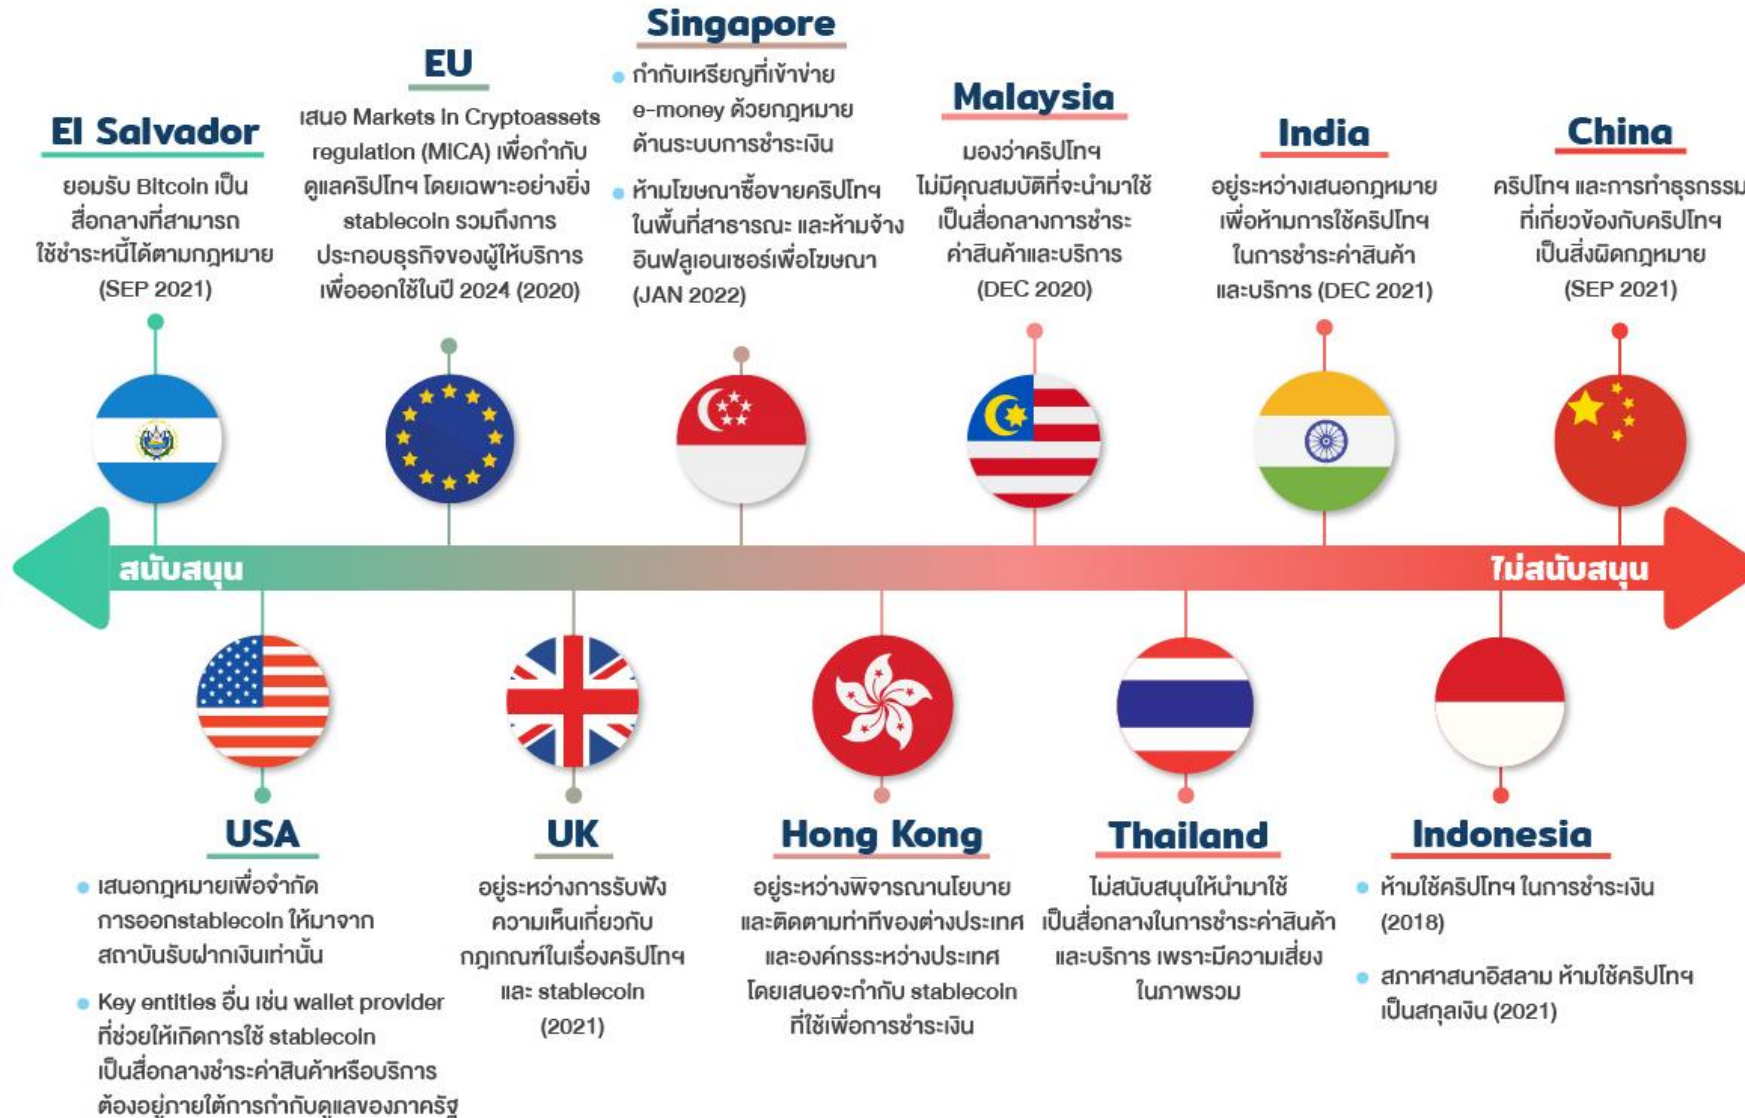 El Salvador
ยอมรับ Bitcoin เป็น
สื่อกลางที่สามารถ
ใช้ชำระหนี้ได้ตามกฎหมาย
(SEP 2021)
EU
เสนอ Markets in Cryptoassets
regulation (MiCA) เพื่อกำกับ
ดูแลคริปโทฯ โดยเฉพาะอย่างยิ่ง
stablecoin รวมถึงการ
ประกอบธุรกิจของผู้ให้บริการ
เพื่อออกใช้ในปี 2024 (2020)
Singapore
กำกับเหรียญที่เข้าข่าย
e-money ด้วยกฎหมาย
ด้านระบบการชำระเงิน
ห้ามโฆษณาซื้อขายคริปโทฯ
ในพื้นที่สาธารณะ และห้ามจ้าง
อินฟลูเอนเซอร์เพื่อโฆษณา
(JAN 2022)
Malaysia
มองว่าคริปโทฯ
ไม่มีคุณสมบัติที่จะนำมาใช้
เป็นสื่อกลางการชำระ
ค่าสินค้าและบริการ
(DEC 2020)
India
อยู่ระหว่างเสนอกฎหมาย
เพื่อห้ามการใช้คริปโทฯ
ในการชำระค่าสินค้า
และบริการ (DEC 2021)
China
คริปโทฯ และการทำธุรกรรม
ที่เกี่ยวข้องกับคริปโทฯ
เป็นสิ่งผิดกฎหมาย
(SEP 2021)
สนับสนุน
ไม่สนับสนุน
USA
เสนอกฎหมายเพื่อจำกัด
การออกstablecoin ให้มาจาก
สถาบันรับฝากเงินเท่านั้น
Key entities อื่น เช่น wallet provider
ที่ช่วยให้เกิดการใช้ stablecoin
เป็นสื่อกลางชำระค่าสินค้าหรือบริการ
ต้องอยู่ภายใต้การกำกับดูแลของภาครัฐ
UK
อยู่ระหว่างการรับฟัง
ความเห็นเกี่ยวกับ
กฎเกณฑ์ในเรื่องคริปโทฯ
และ stablecoin
(2021)
Hong Kong
อยู่ระหว่างพิจารณานโยบาย
และติดตามท่าทีของต่างประเทศ
และองค์กรระหว่างประเทศ
โดยเสนอจะกำกับ stablecoin
ที่ใช้เพื่อการชำระเงิน
Thailand
ไม่สนับสนุนให้นำมาใช้
เป็นสื่อกลางในการชำระค่าสินค้า
และบริการ เพราะมีความเสี่ยง
ในภาพรวม
Indonesia
ห้ามใช้คริปโทฯ ในการชำระเงิน
(2018)
สภาศาสนาอิสลาม ห้ามใช้คริปโทฯ
เป็นสกุลเงิน (2021)